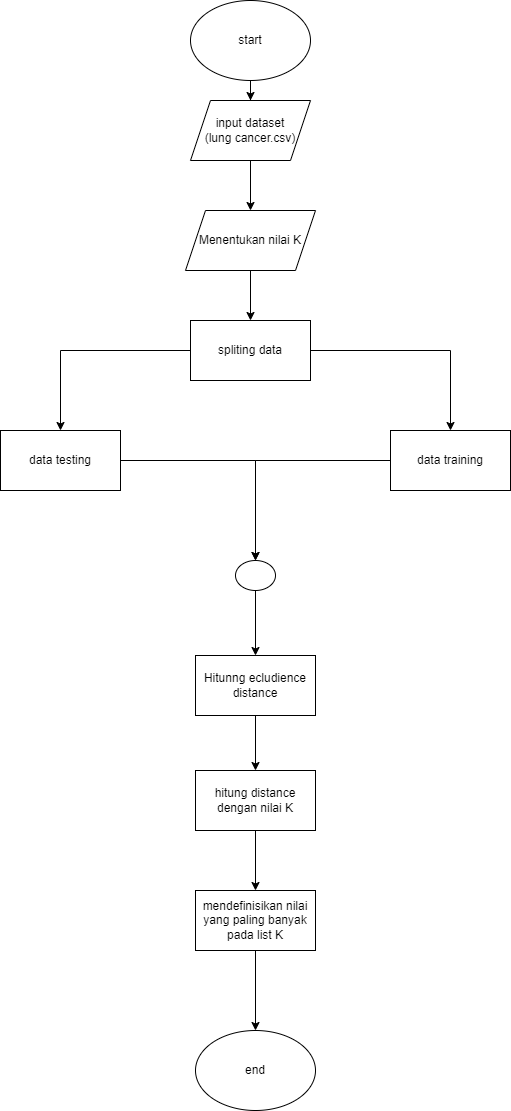 start
input dataset
(lung cancer.csv)
Menentukan nilai K
spliting data
data testing
data training
Hitunng ecludience
distance
hitung distance
dengan nilai K
mendefinisikan nilai
yang paling banyak
pada list K
end